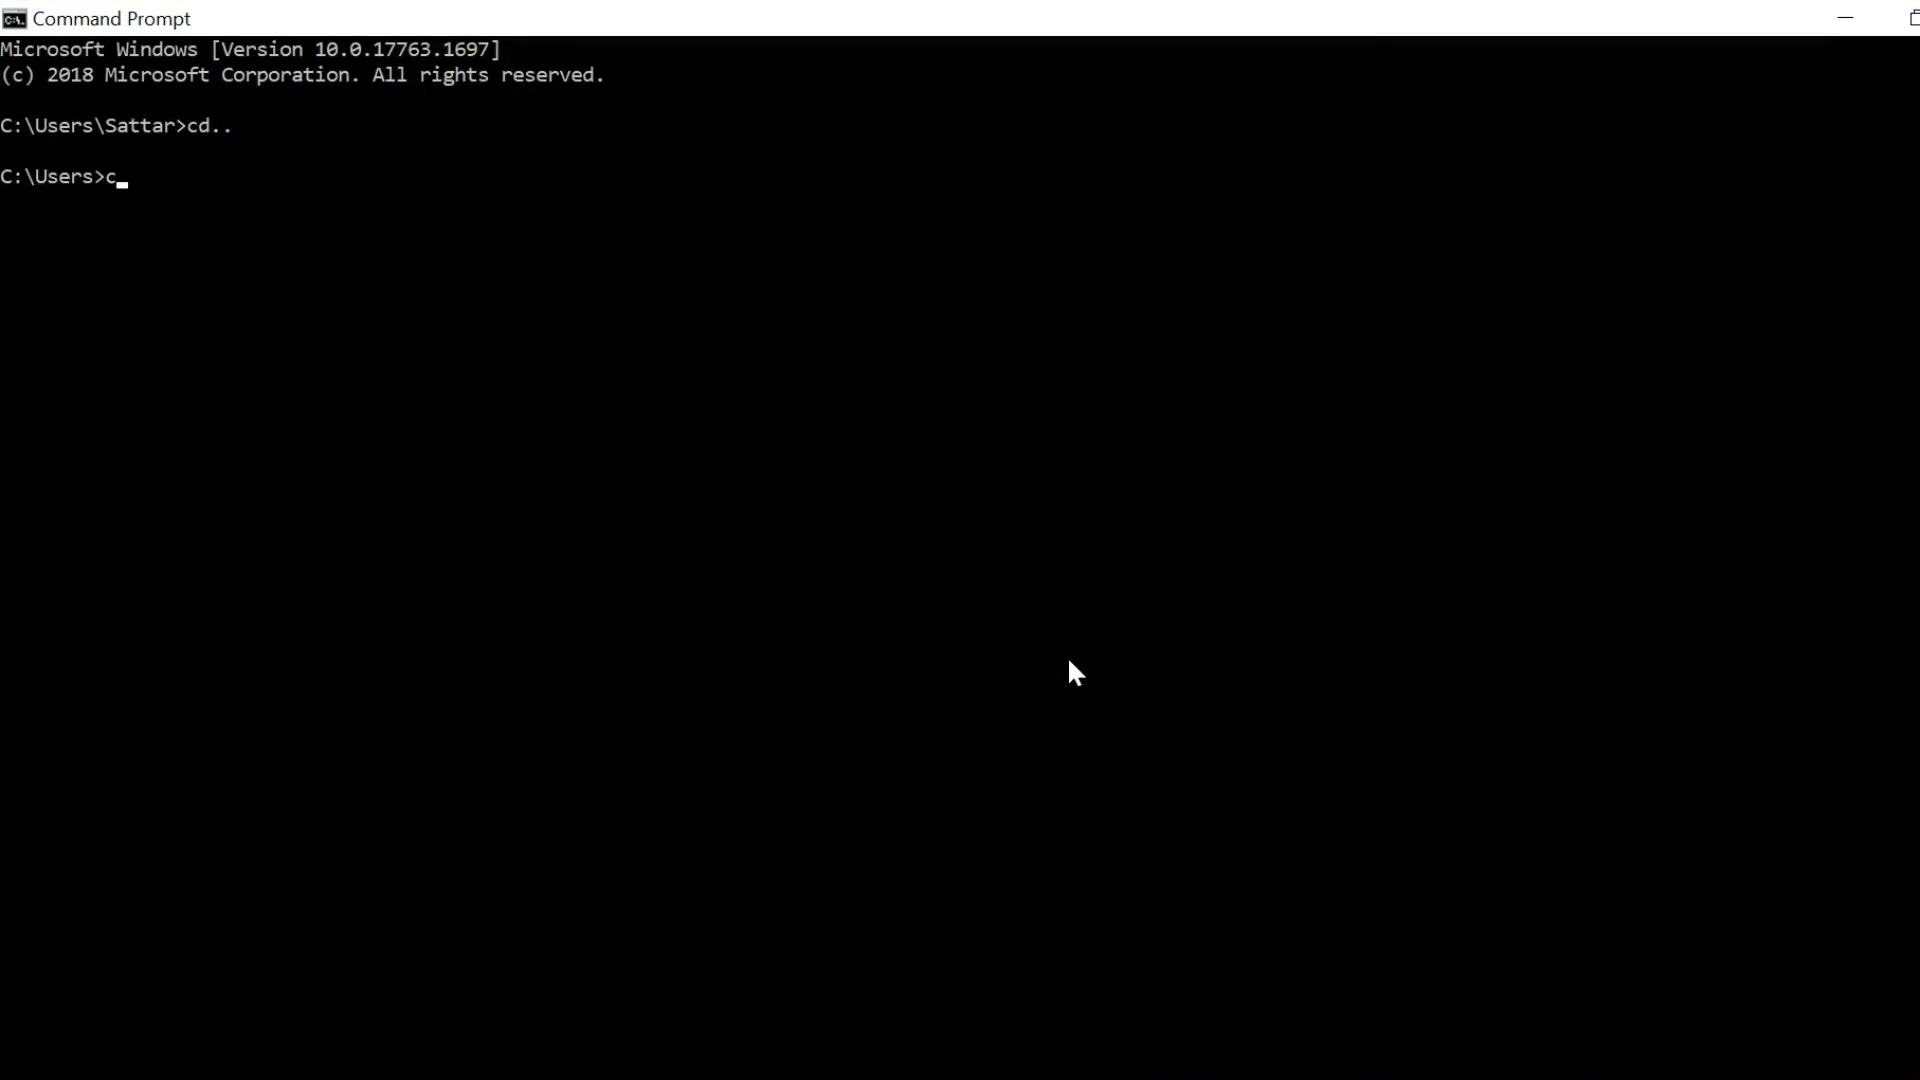 Command Prompt
Microsoft Windows [Version 10.0.17763.1697]
(c) 2018 Microsoft Corporation. All rights reserved.
C:\Users\Sattar>cd..
C:\Users>c